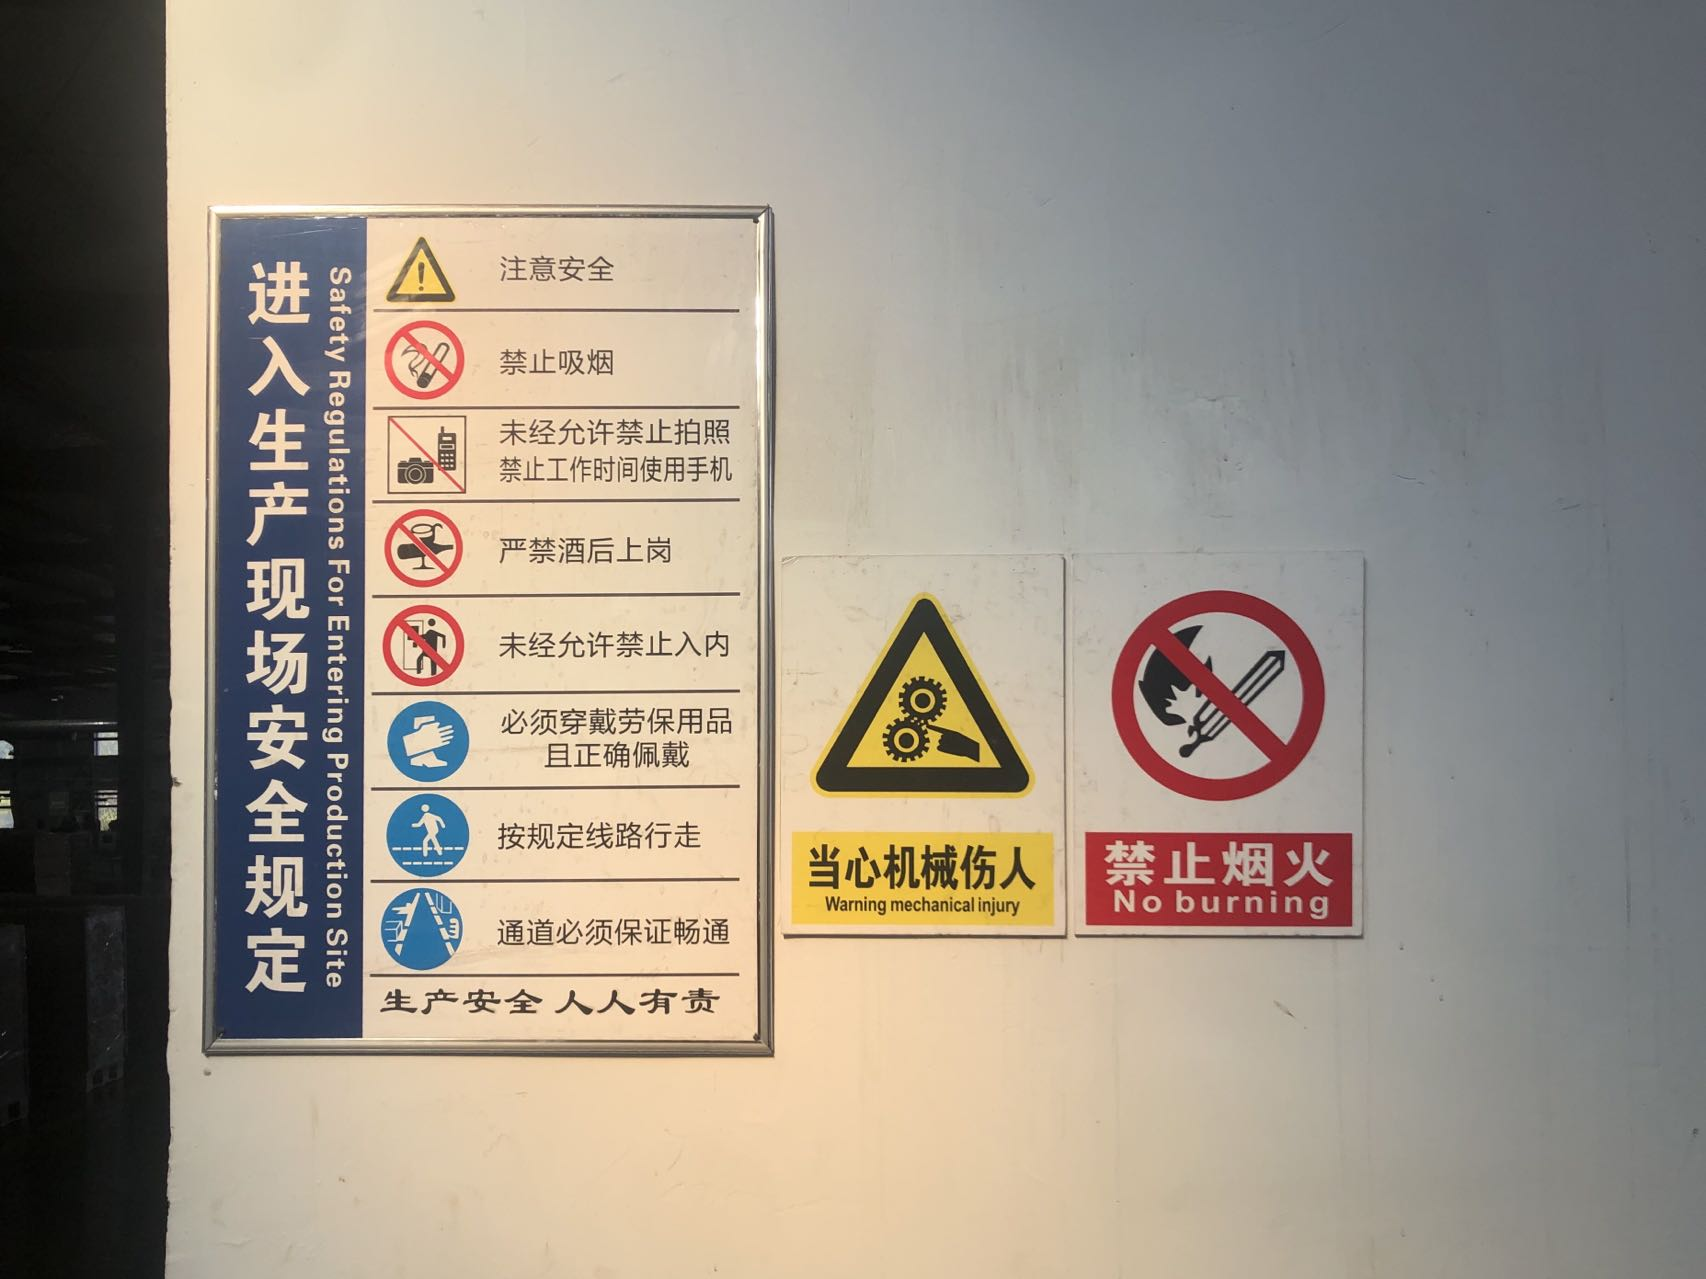 进入生产现场安全规定
Safety Regulations For Entering Production Site
注意安全
禁止吸烟
未经允许禁止拍照
禁止工作时间使用手机
严禁酒后上岗
未经允许禁止入内
必须穿戴劳保用品
且正确佩戴
按规定线路行走
通道必须保证畅通
生产安全 人人有责
当心机械伤人
Warning mechanical injury
禁止烟火
No burning